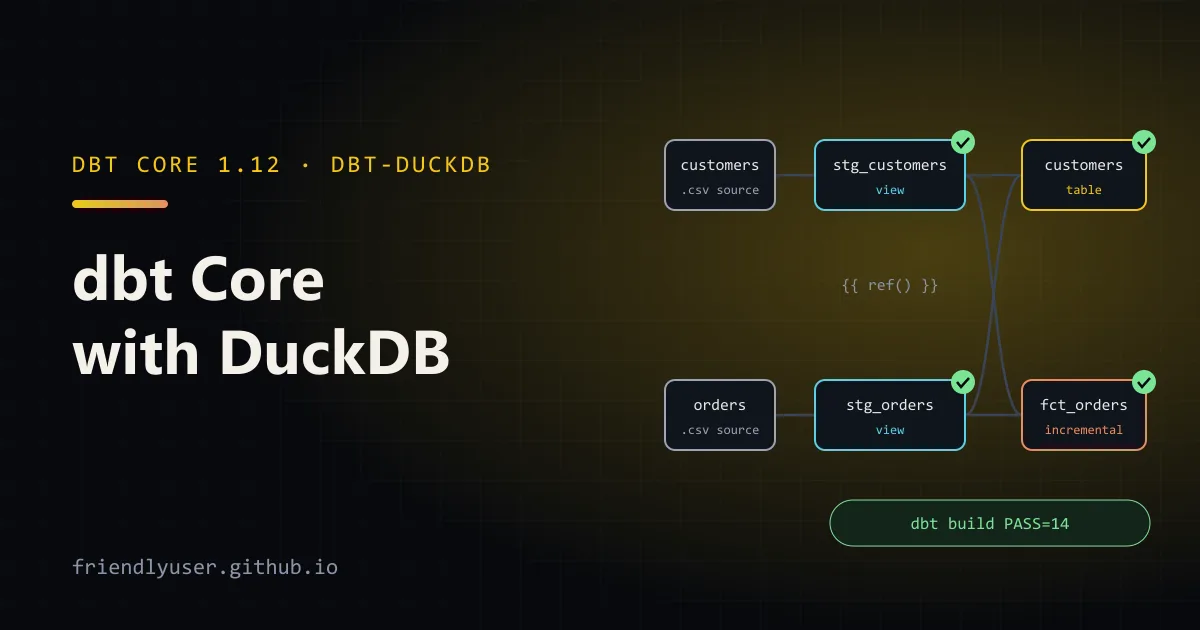 DBT CORE 1.12 · DBT-DUCKDB
dbt Core
with DuckDB
friendlyuser.github.io
customers
.csv source
stg_customers
view
customers
table
{{ ref() }}
orders
.csv source
stg_orders
view
fct_orders
incremental
dbt build PASS=14